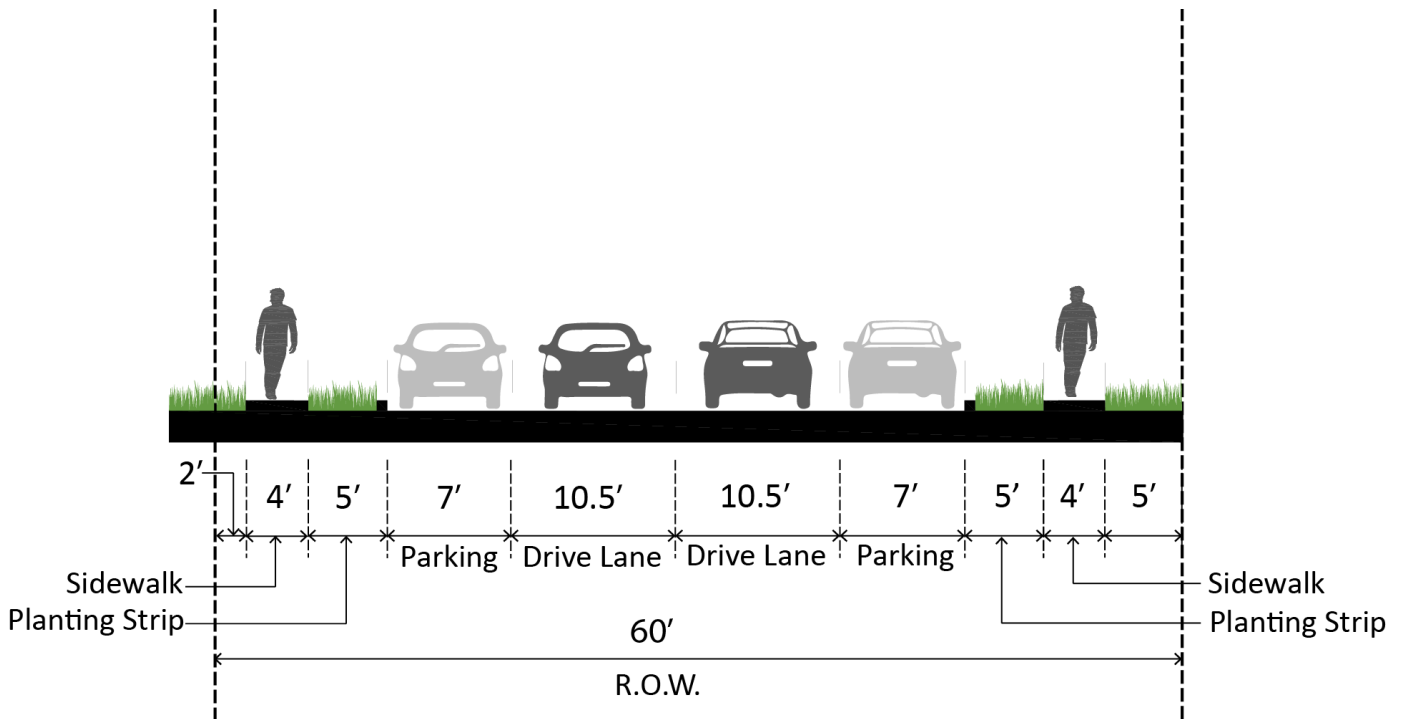 2’
4’
5’
7’
10.5’
10.5’
7’
5’
4’
5’
Parking
Drive Lane
Drive Lane
Parking
Sidewalk
Sidewalk
Planting Strip
Planting Strip
60’
R.O.W.